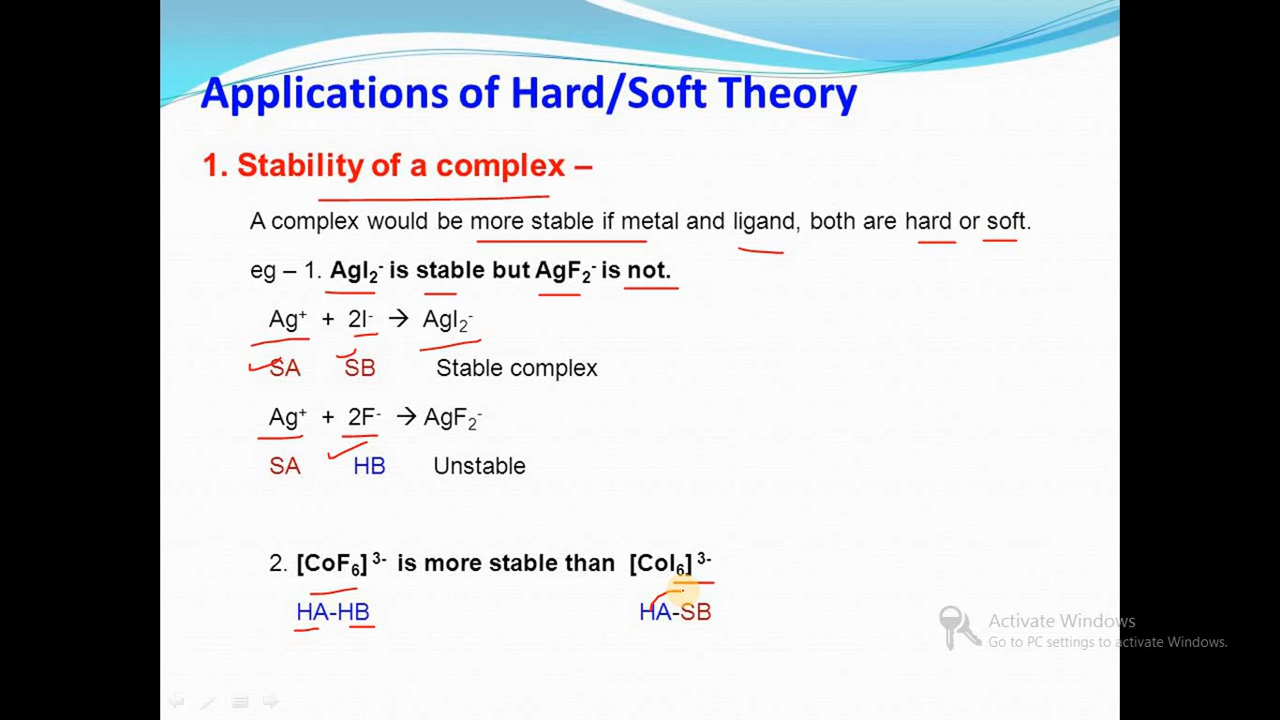 Applications of Hard/Soft Theory
1. Stability of a complex –
A complex would be more stable if metal and ligand, both are hard or soft.
eg – 1. AgI₂⁻ is stable but AgF₂⁻ is not.
Ag⁺ + 2I⁻ → AgI₂⁻
SA SB Stable complex
Ag⁺ + 2F⁻ → AgF₂⁻
SA HB Unstable
2. [CoF₆]³⁻ is more stable than [CoI₆]³⁻
HA-HB HA-SB
Activate Windows
Go to PC settings to activate Windows.